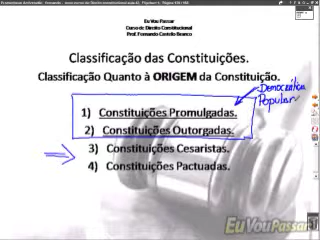 Eu Vou Passar
Curso de Direito Constitucional
Prof. Fernando Castelo Branco
Classificação das Constituições.
Classificação Quanto à ORIGEM da Constituição.
Democrática
Popular
1) Constituições Promulgadas.
2) Constituições Outorgadas.
3) Constituições Cesaristas.
4) Constituições Pactuadas.
EuVouPassar